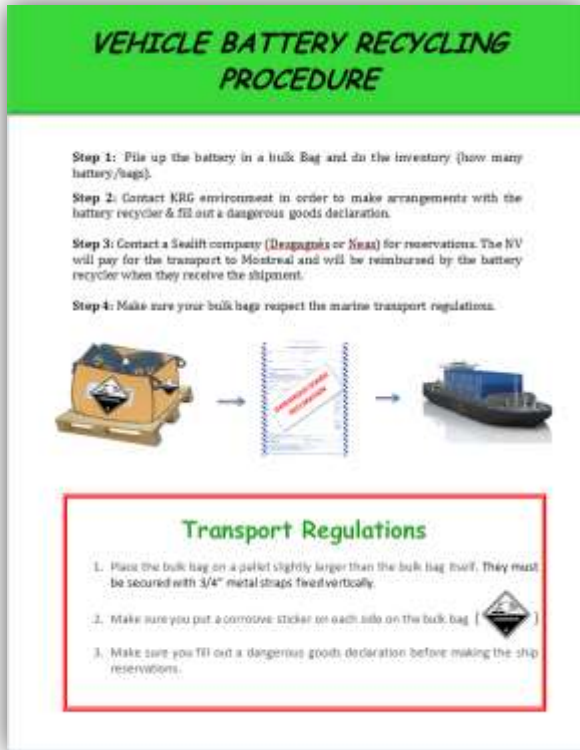 VEHICLE BATTERY RECYCLING
PROCEDURE
Step 1: Pile up the battery in a bulk Bag and do the inventory (how many
battery/bags).
Step 2: Contact KRG environment in order to make arrangements with the
battery recycler & fill out a dangerous goods declaration.
Step 3: Contact a Sealift company (Desgagnés or Neas) for reservations. The NV
will pay for the transport to Montreal and will be reimbursed by the battery
recycler when they receive the shipment.
Step 4: Make sure your bulk bags respect the marine transport regulations.
DANGEROUS GOODS
DECLARATION
Transport Regulations
1. Place the bulk bag on a pallet slightly larger than the bulk bag itself. They must
be secured with 3/4" metal straps fixed vertically.
2. Make sure you put a corrosive sticker on each side on the bulk bag ( )
3. Make sure you fill out a dangerous goods declaration before making the ship
reservations.